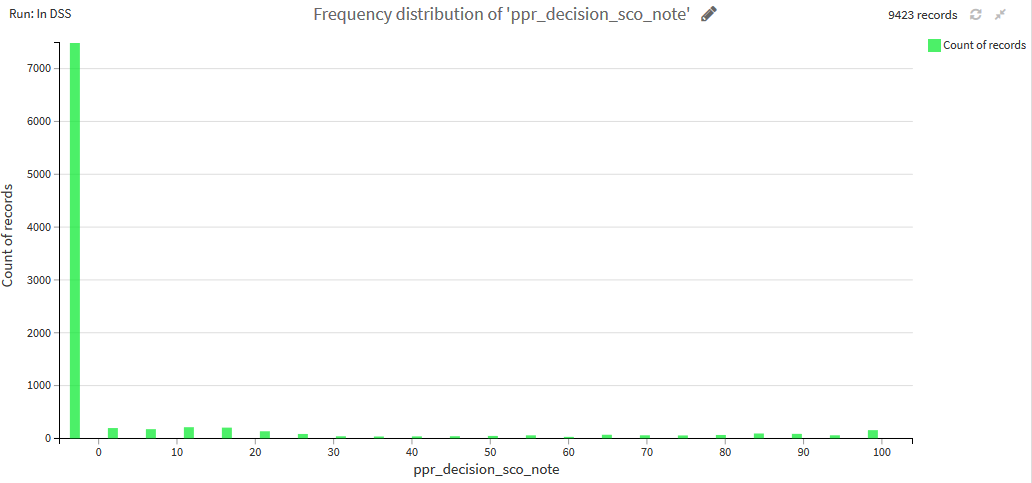 Run: In DSS
Frequency distribution of 'ppr_decision_sco_note'
9423 records
Count of records
7000
6000
5000
4000
3000
2000
1000
0
Count of records
0 10 20 30 40 50 60 70 80 90 100
ppr_decision_sco_note